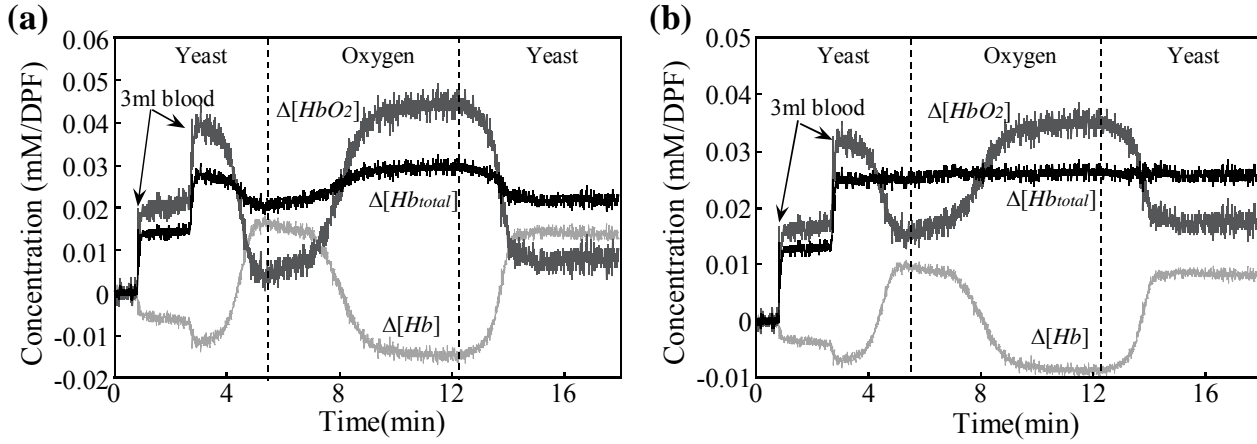 (a)
Yeast Oxygen Yeast
3ml blood
Δ[HbO2]
Δ[Hbtotal]
Δ[Hb]
Concentration (mM/DPF)
0.06
0.05
0.04
0.03
0.02
0.01
0
-0.01
-0.02
0 4 8 12 16
Time(min)
(b)
Yeast Oxygen Yeast
3ml blood
Δ[HbO2]
Δ[Hbtotal]
Δ[Hb]
Concentration (mM/DPF)
0.05
0.04
0.03
0.02
0.01
0
-0.01
0 4 8 12 16
Time(min)